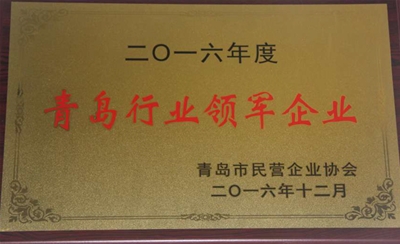 二〇一六年度
青岛行业领军企业
青岛市民营企业协会
二〇一六年十二月